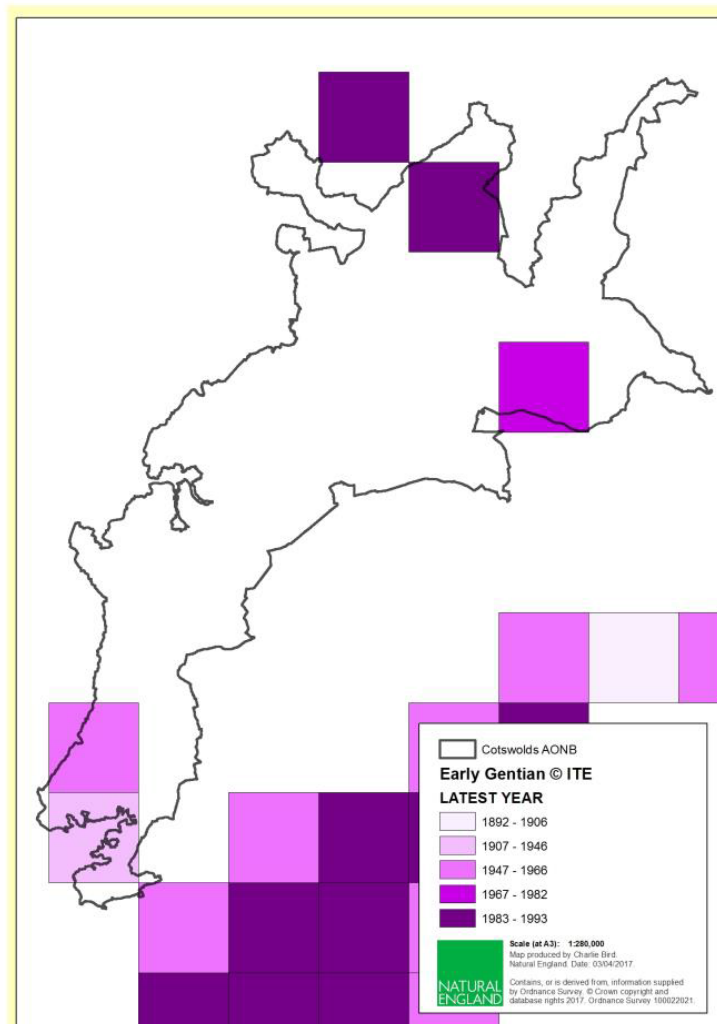 Cotswolds AONB
Early Gentian © ITE
LATEST YEAR
1892 - 1906
1907 - 1946
1947 - 1966
1967 - 1982
1983 - 1993
Scale (at A3): 1:280,000
Map produced by Charlie Bird.
Natural England. Date: 03/04/2017.
Contains, or is derived from, information supplied
by Ordnance Survey. © Crown copyright and
database rights 2017. Ordnance Survey 100022021.
NATURAL
ENGLAND